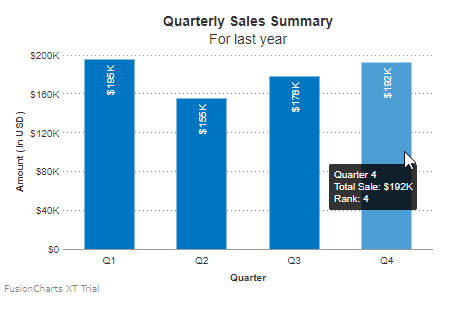 Quarterly Sales Summary
For last year
$200K
$160K
$120K
$80K
$40K
$0
Amount ( In USD )
$195K
$155K
$178K
$192K
Quarter 4
Total Sale: $192K
Rank: 4
Q1 Q2 Q3 Q4
Quarter
FusionCharts XT Trial